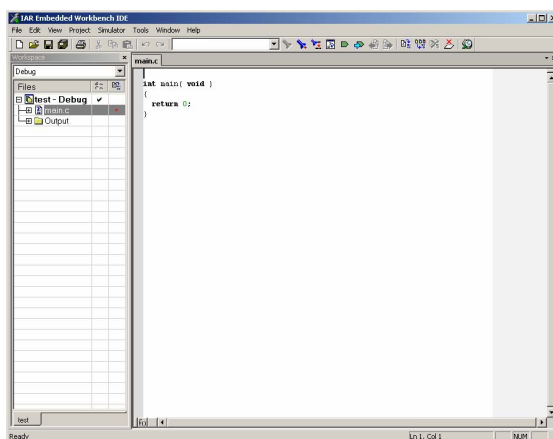 IAR Embedded Workbench IDE
File Edit View Project Simulator Tools Window Help
Workspace
Debug
Files
test - Debug
main.c
Output
test
main.c
int main( void )
{
return 0;
}
Ready
Ln 1, Col 1
NUM